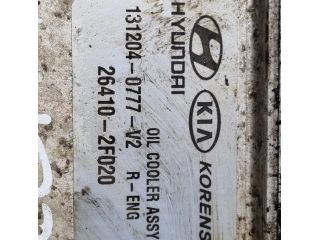 HYUNDAI KIA KORENS
OIL COOLER ASSY
131204-0777-V2 R-ENG
26410-2F020